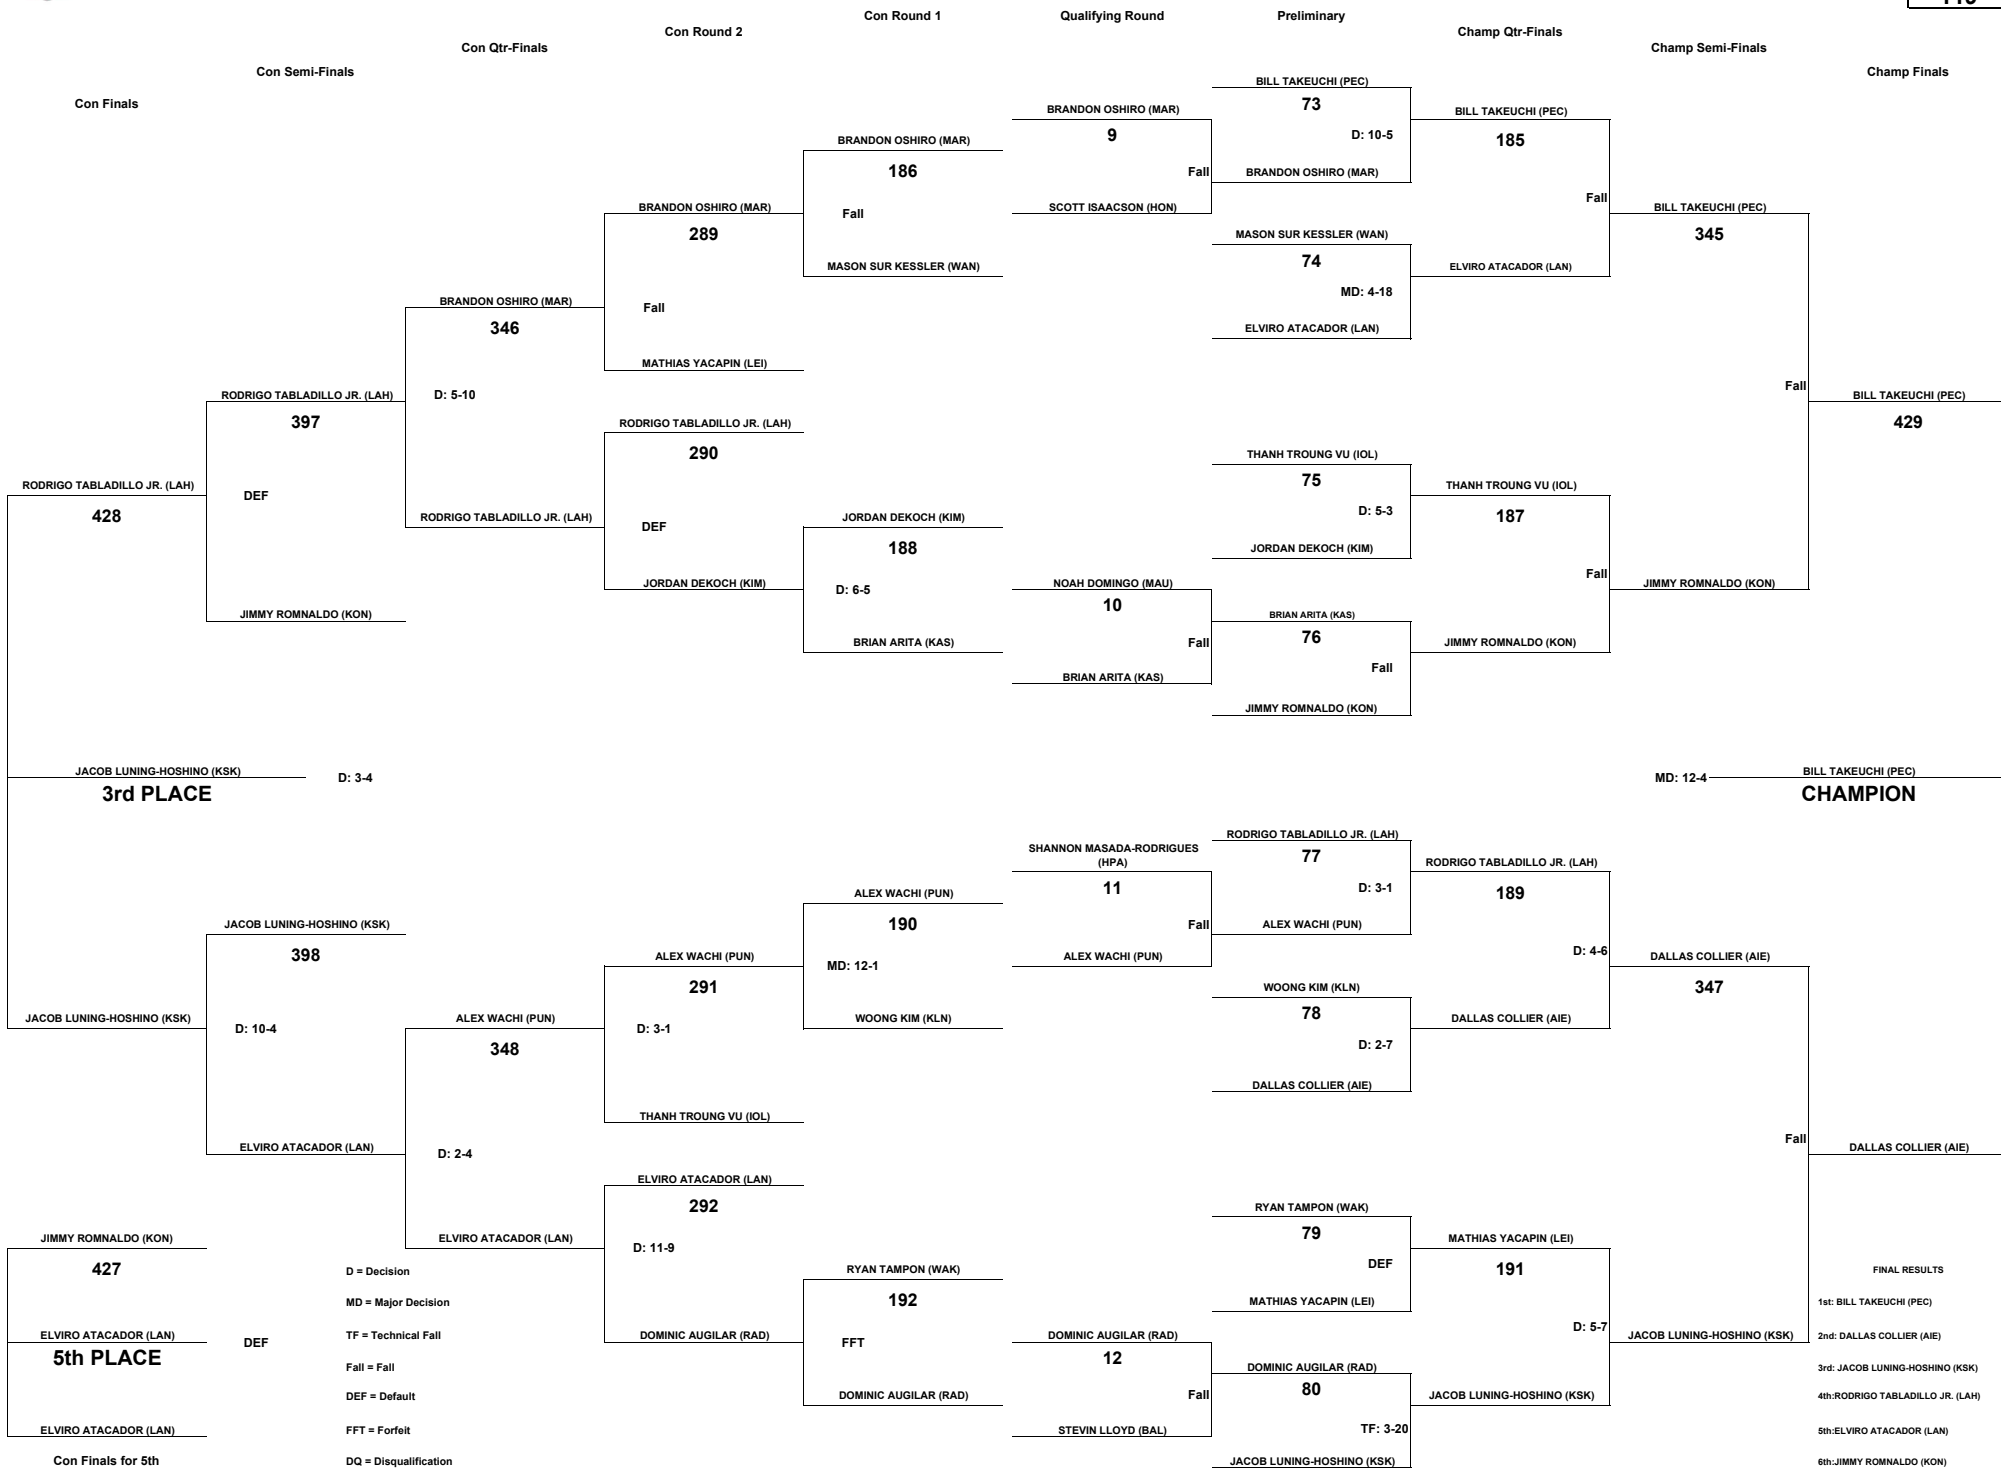 Con Round 1
Qualifying Round
Preliminary
Con Round 2
Champ Qtr-Finals
Con Qtr-Finals
Champ Semi-Finals
Con Semi-Finals
Champ Finals
Con Finals
BILL TAKEUCHI (PEC)
73
D: 10-5
BRANDON OSHIRO (MAR)
9
Fall
BRANDON OSHIRO (MAR)
SCOTT ISAACSON (HON)
BILL TAKEUCHI (PEC)
185
Fall
BRANDON OSHIRO (MAR)
186
Fall
MASON SUR KESSLER (WAN)
BRANDON OSHIRO (MAR)
289
Fall
MATHIAS YACAPIN (LEI)
MASON SUR KESSLER (WAN)
74
MD: 4-18
ELVIRO ATACADOR (LAN)
ELVIRO ATACADOR (LAN)
BILL TAKEUCHI (PEC)
345
Fall
BRANDON OSHIRO (MAR)
346
D: 5-10
RODRIGO TABLADILLO JR. (LAH)
397
DEF
JIMMY ROMNALDO (KON)
BILL TAKEUCHI (PEC)
429
RODRIGO TABLADILLO JR. (LAH)
290
DEF
JORDAN DEKOCH (KIM)
RODRIGO TABLADILLO JR. (LAH)
THANH TROUNG VU (IOL)
75
D: 5-3
JORDAN DEKOCH (KIM)
THANH TROUNG VU (IOL)
187
Fall
JIMMY ROMNALDO (KON)
RODRIGO TABLADILLO JR. (LAH)
428
JORDAN DEKOCH (KIM)
188
D: 6-5
BRIAN ARITA (KAS)
NOAH DOMINGO (MAU)
10
Fall
BRIAN ARITA (KAS)
BRIAN ARITA (KAS)
76
Fall
JIMMY ROMNALDO (KON)
JIMMY ROMNALDO (KON)
JACOB LUNING-HOSHINO (KSK)
3rd PLACE
D: 3-4
MD: 12-4
BILL TAKEUCHI (PEC)
CHAMPION
RODRIGO TABLADILLO JR. (LAH)
77
D: 3-1
ALEX WACHI (PUN)
SHANNON MASADA-RODRIGUES
(HPA)
11
Fall
ALEX WACHI (PUN)
RODRIGO TABLADILLO JR. (LAH)
189
D: 4-6
DALLAS COLLIER (AIE)
ALEX WACHI (PUN)
190
MD: 12-1
WOONG KIM (KLN)
JACOB LUNING-HOSHINO (KSK)
398
D: 10-4
ELVIRO ATACADOR (LAN)
ALEX WACHI (PUN)
291
D: 3-1
THANH TROUNG VU (IOL)
DALLAS COLLIER (AIE)
347
Fall
WOONG KIM (KLN)
78
D: 2-7
DALLAS COLLIER (AIE)
JACOB LUNING-HOSHINO (KSK)
ALEX WACHI (PUN)
348
D: 2-4
ELVIRO ATACADOR (LAN)
DALLAS COLLIER (AIE)
ELVIRO ATACADOR (LAN)
292
D: 11-9
DOMINIC AUGILAR (RAD)
RYAN TAMPON (WAK)
79
DEF
MATHIAS YACAPIN (LEI)
MATHIAS YACAPIN (LEI)
191
D: 5-7
JACOB LUNING-HOSHINO (KSK)
RYAN TAMPON (WAK)
192
FFT
DOMINIC AUGILAR (RAD)
DOMINIC AUGILAR (RAD)
12
Fall
STEVIN LLOYD (BAL)
DOMINIC AUGILAR (RAD)
80
TF: 3-20
JACOB LUNING-HOSHINO (KSK)
JACOB LUNING-HOSHINO (KSK)
JIMMY ROMNALDO (KON)
427
ELVIRO ATACADOR (LAN)
5th PLACE
DEF
ELVIRO ATACADOR (LAN)
Con Finals for 5th
D = Decision
MD = Major Decision
TF = Technical Fall
Fall = Fall
DEF = Default
FFT = Forfeit
DQ = Disqualification
FINAL RESULTS
1st: BILL TAKEUCHI (PEC)
2nd: DALLAS COLLIER (AIE)
3rd: JACOB LUNING-HOSHINO (KSK)
4th:RODRIGO TABLADILLO JR. (LAH)
5th:ELVIRO ATACADOR (LAN)
6th:JIMMY ROMNALDO (KON)